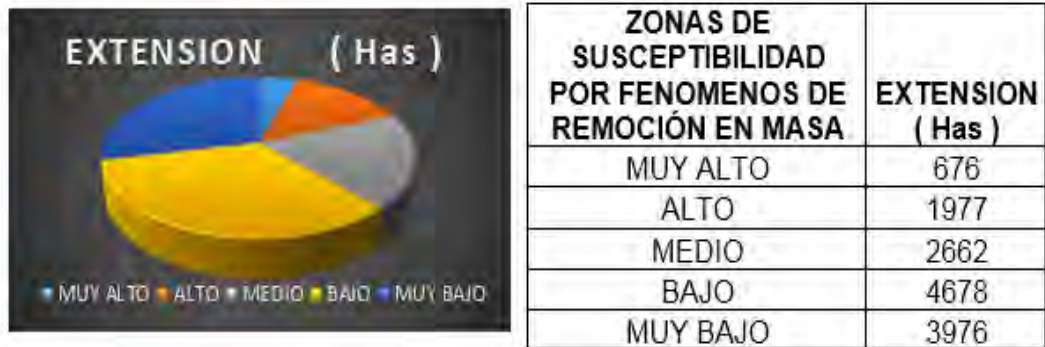 EXTENSION ( Has )
MUY ALTO ALTO MEDIO BAJO MUY BAJO
ZONAS DE
SUSCEPTIBILIDAD
POR FENOMENOS DE
REMOCIÓN EN MASA
EXTENSION
( Has )
MUY ALTO 676
ALTO 1977
MEDIO 2662
BAJO 4678
MUY BAJO 3976